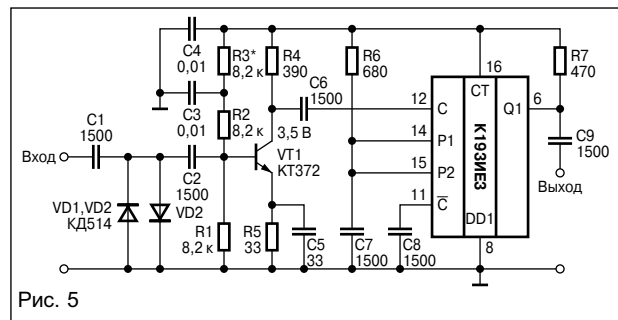 C4
0,01
R3*
8,2 к
R4
390
R6
680
R7
470
C6
1500
16
CT
Q1
6
12
C
C3
0,01
R2
8,2 к
C1
1500
3,5 В
К193ИЕ3
14
P1
C9
1500
Вход
C2
1500
VT1
КТ372
15
P2
Выход
11
C
VD1,VD2
КД514
VD2
DD1
R1
8,2 к
R5
33
C5
33
C7
1500
C8
1500
8
Рис. 5